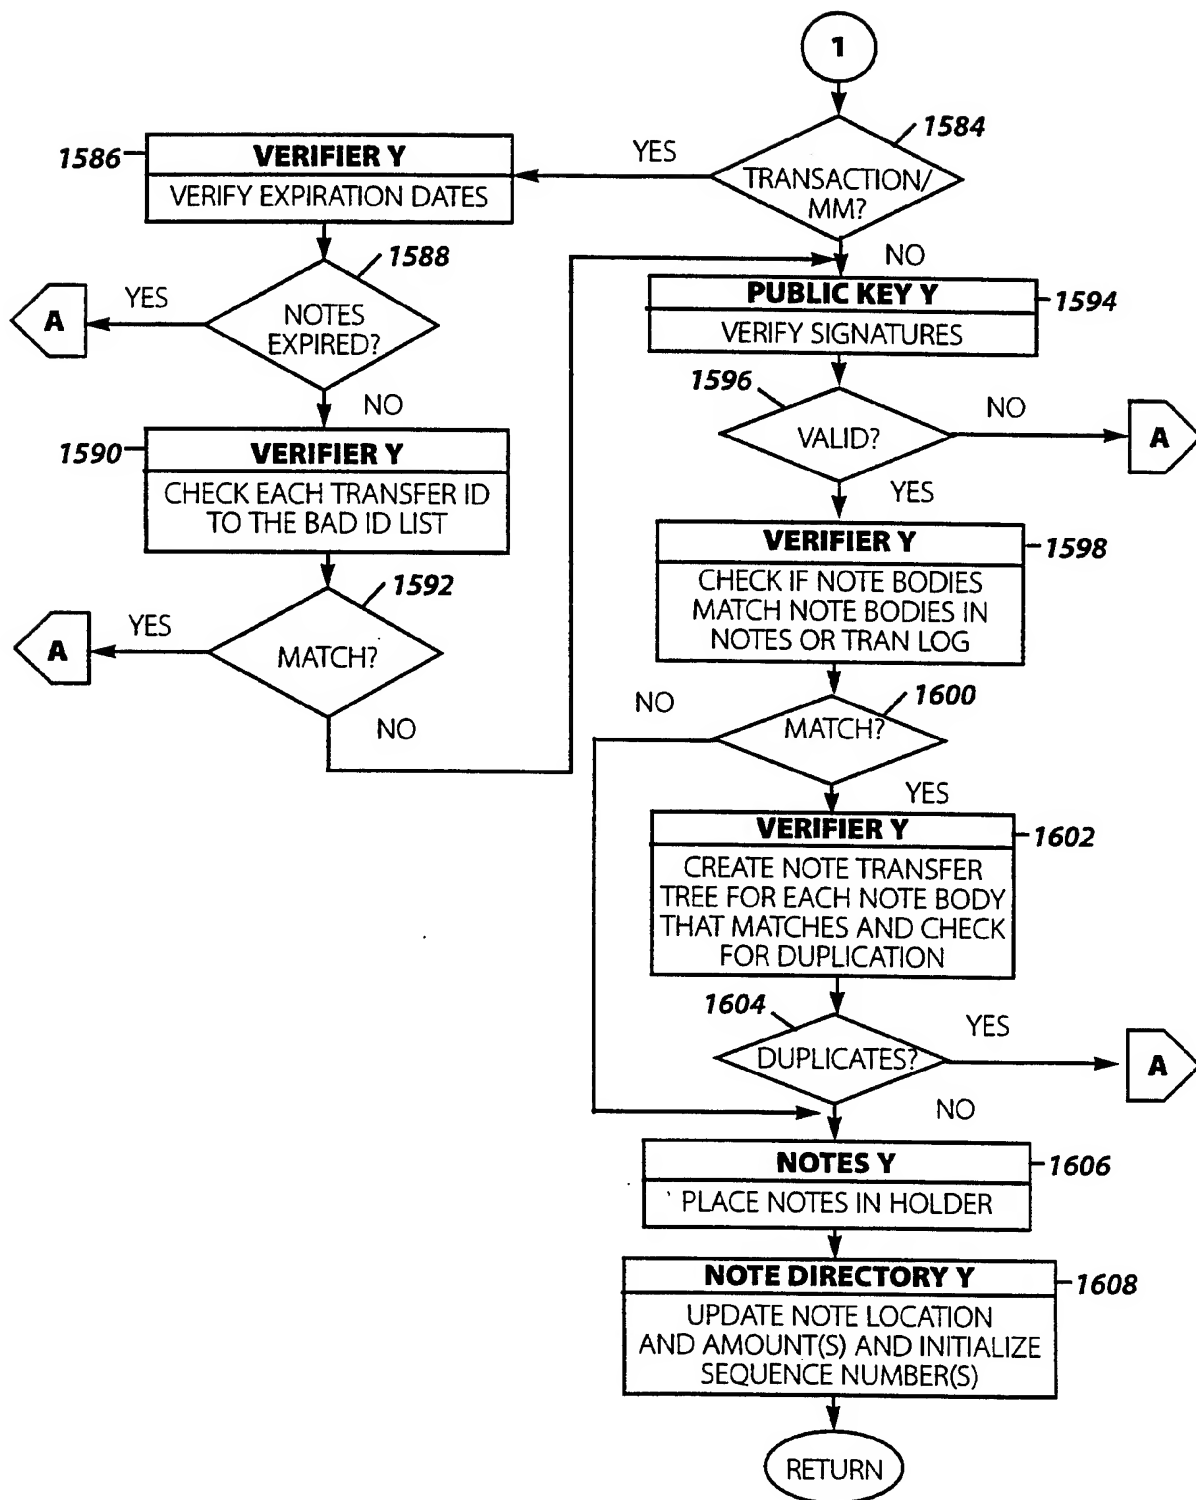 1
1584
TRANSACTION/
MM?
YES
NO
1586
VERIFIER Y
VERIFY EXPIRATION DATES
1588
NOTES
EXPIRED?
YES
A
NO
1590
VERIFIER Y
CHECK EACH TRANSFER ID
TO THE BAD ID LIST
1592
MATCH?
YES
A
NO
PUBLIC KEY Y
1594
VERIFY SIGNATURES
1596
VALID?
NO
A
YES
VERIFIER Y
1598
CHECK IF NOTE BODIES
MATCH NOTE BODIES IN
NOTES OR TRAN LOG
1600
MATCH?
NO
YES
VERIFIER Y
1602
CREATE NOTE TRANSFER
TREE FOR EACH NOTE BODY
THAT MATCHES AND CHECK
FOR DUPLICATION
1604
DUPLICATES?
YES
A
NO
NOTES Y
1606
PLACE NOTES IN HOLDER
NOTE DIRECTORY Y
1608
UPDATE NOTE LOCATION
AND AMOUNT(S) AND INITIALIZE
SEQUENCE NUMBER(S)
RETURN